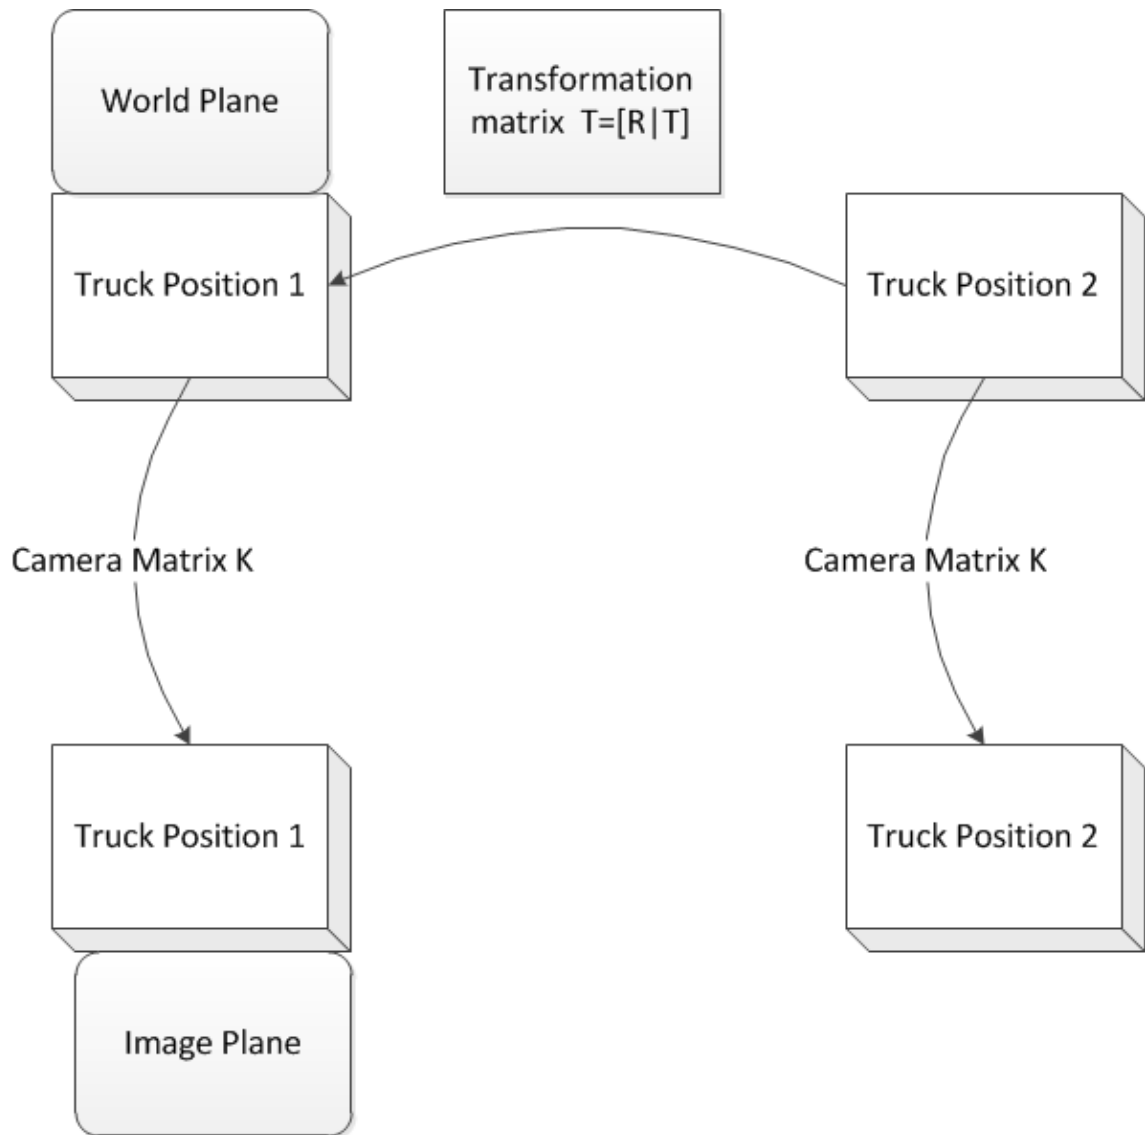 World Plane
Transformation
matrix T=[R|T]
Truck Position 1
Truck Position 2
Camera Matrix K
Camera Matrix K
Truck Position 1
Truck Position 2
Image Plane